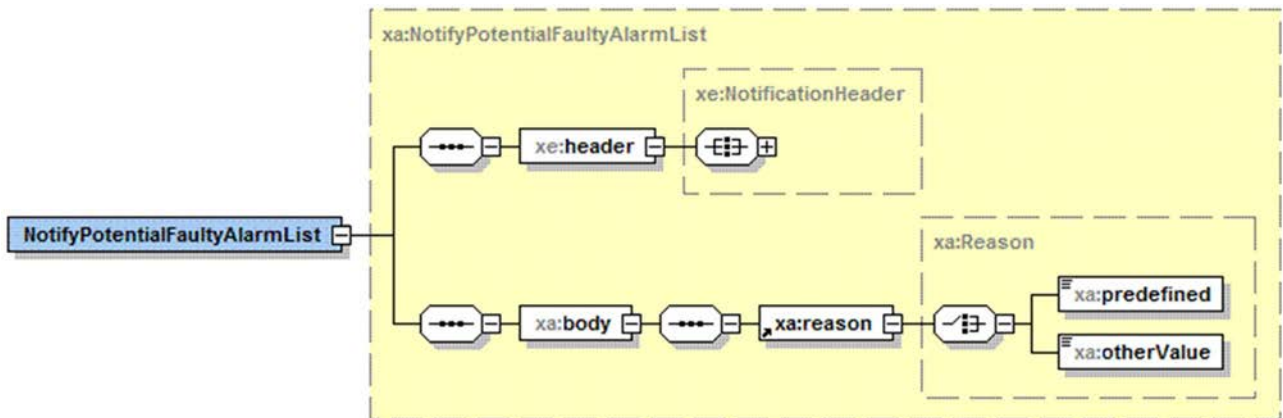 xa:NotifyPotentialFaultyAlarmList
xe:NotificationHeader
xe:header
NotifyPotentialFaultyAlarmList
xa:Reason
xa:predefined
xa:body
xa:reason
xa:otherValue